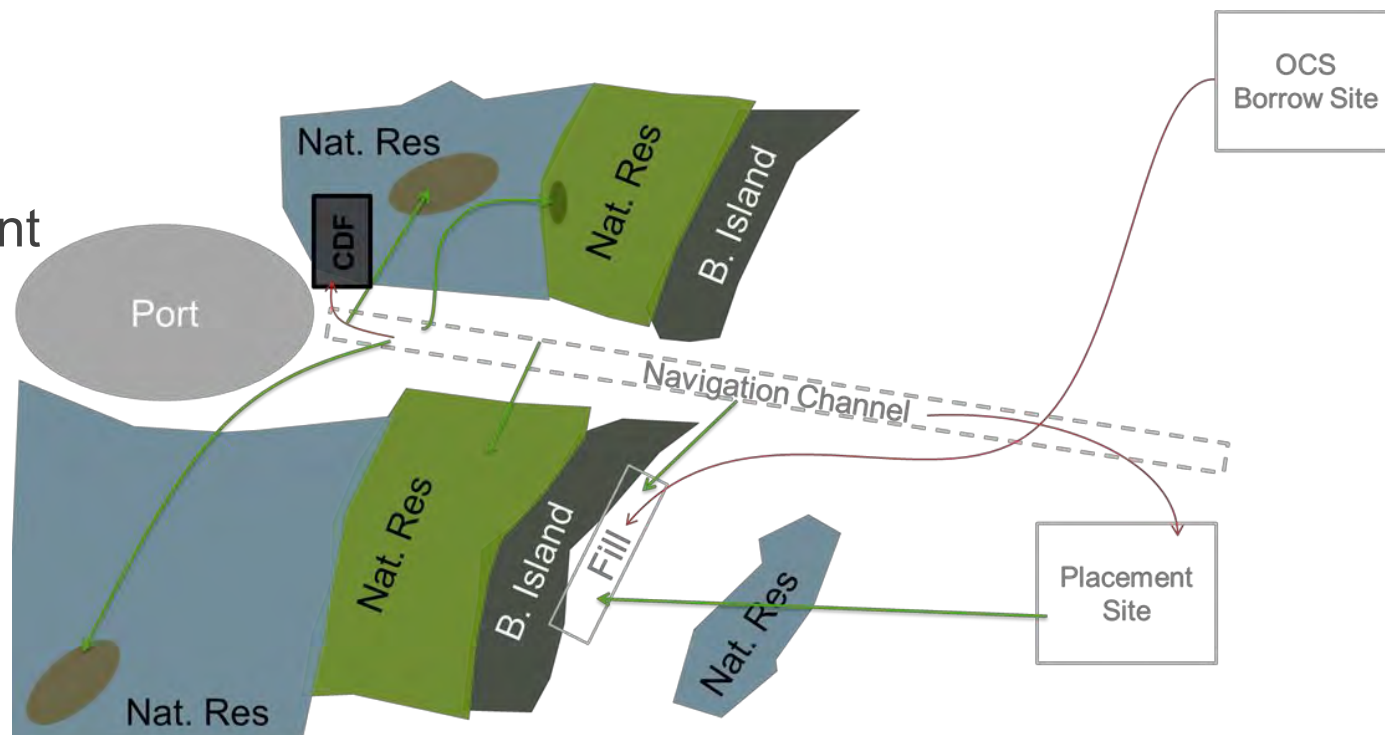 OCS
Borrow Site
Nat. Res
Nat. Res
B. Island
nt
CDF
Port
Navigation Channel
Nat. Res
B. Island
Fill
Placement
Site
Nat. Res
Nat. Res